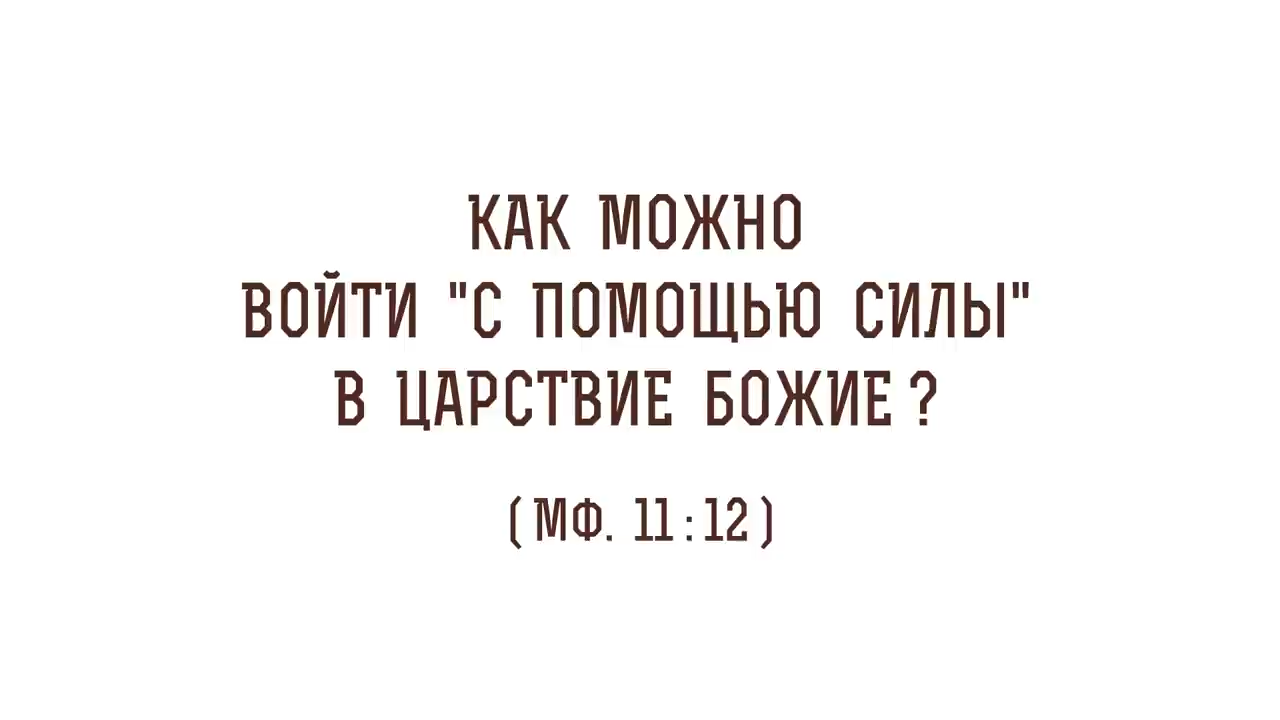 КАК МОЖНО
ВОЙТИ "С ПОМОЩЬЮ СИЛЫ"
В ЦАРСТВИЕ БОЖИЕ?
(МФ. 11:12)